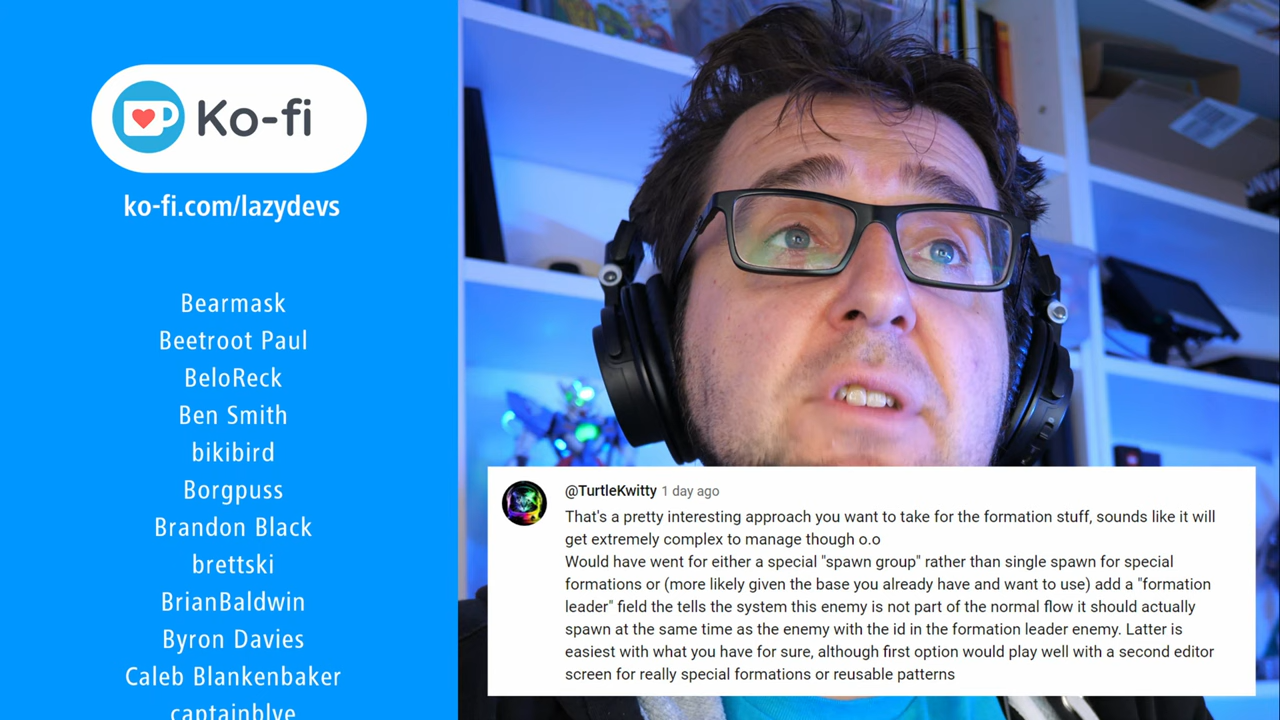 Ko-fi
ko-fi.com/lazydevs
Bearmask
Beetroot Paul
BeloReck
Ben Smith
bikibird
Borgpuss
Brandon Black
brettski
BrianBaldwin
Byron Davies
Caleb Blankenbaker
captainblye
@TurtleKwitty 1 day ago
That's a pretty interesting approach you want to take for the formation stuff, sounds like it will
get extremely complex to manage though o.o
Would have went for either a special "spawn group" rather than single spawn for special
formations or (more likely given the base you already have and want to use) add a "formation
leader" field the tells the system this enemy is not part of the normal flow it should actually
spawn at the same time as the enemy with the id in the formation leader enemy. Latter is
easiest with what you have for sure, although first option would play well with a second editor
screen for really special formations or reusable patterns